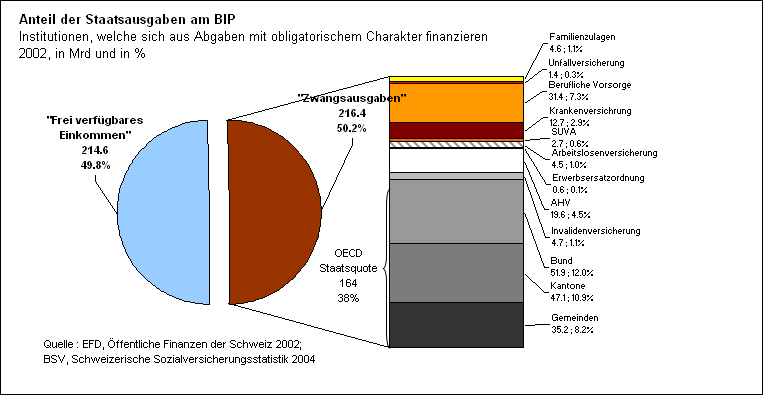 Anteil der Staatsausgaben am BIP
Institutionen, welche sich aus Abgaben mit obligatorischem Charakter finanzieren
2002, in Mrd und in %
"Frei verfügbares
Einkommen"
214.6
49.8%
"Zwangsausgaben"
216.4
50.2%
OECD
Staatsquote
164
38%
Familienzulagen
4.6 ; 1.1%
Unfallversicherung
1.4 ; 0.3%
Berufliche Vorsorge
31.4 ; 7.3%
Krankenversichrung
12.7 ; 2.9%
SUVA
2.7 ; 0.6%
Arbeitslosenversicherung
4.5 ; 1.0%
Erwerbsersatzordnung
0.6 ; 0.1%
AHV
19.6 ; 4.5%
Invalidenversicherung
4.7 ; 1.1%
Bund
51.9 ; 12.0%
Kantone
47.1 ; 10.9%
Gemeinden
35.2 ; 8.2%
Quelle : EFD, Öffentliche Finanzen der Schweiz 2002;
BSV, Schweizerische Sozialversicherungsstatistik 2004